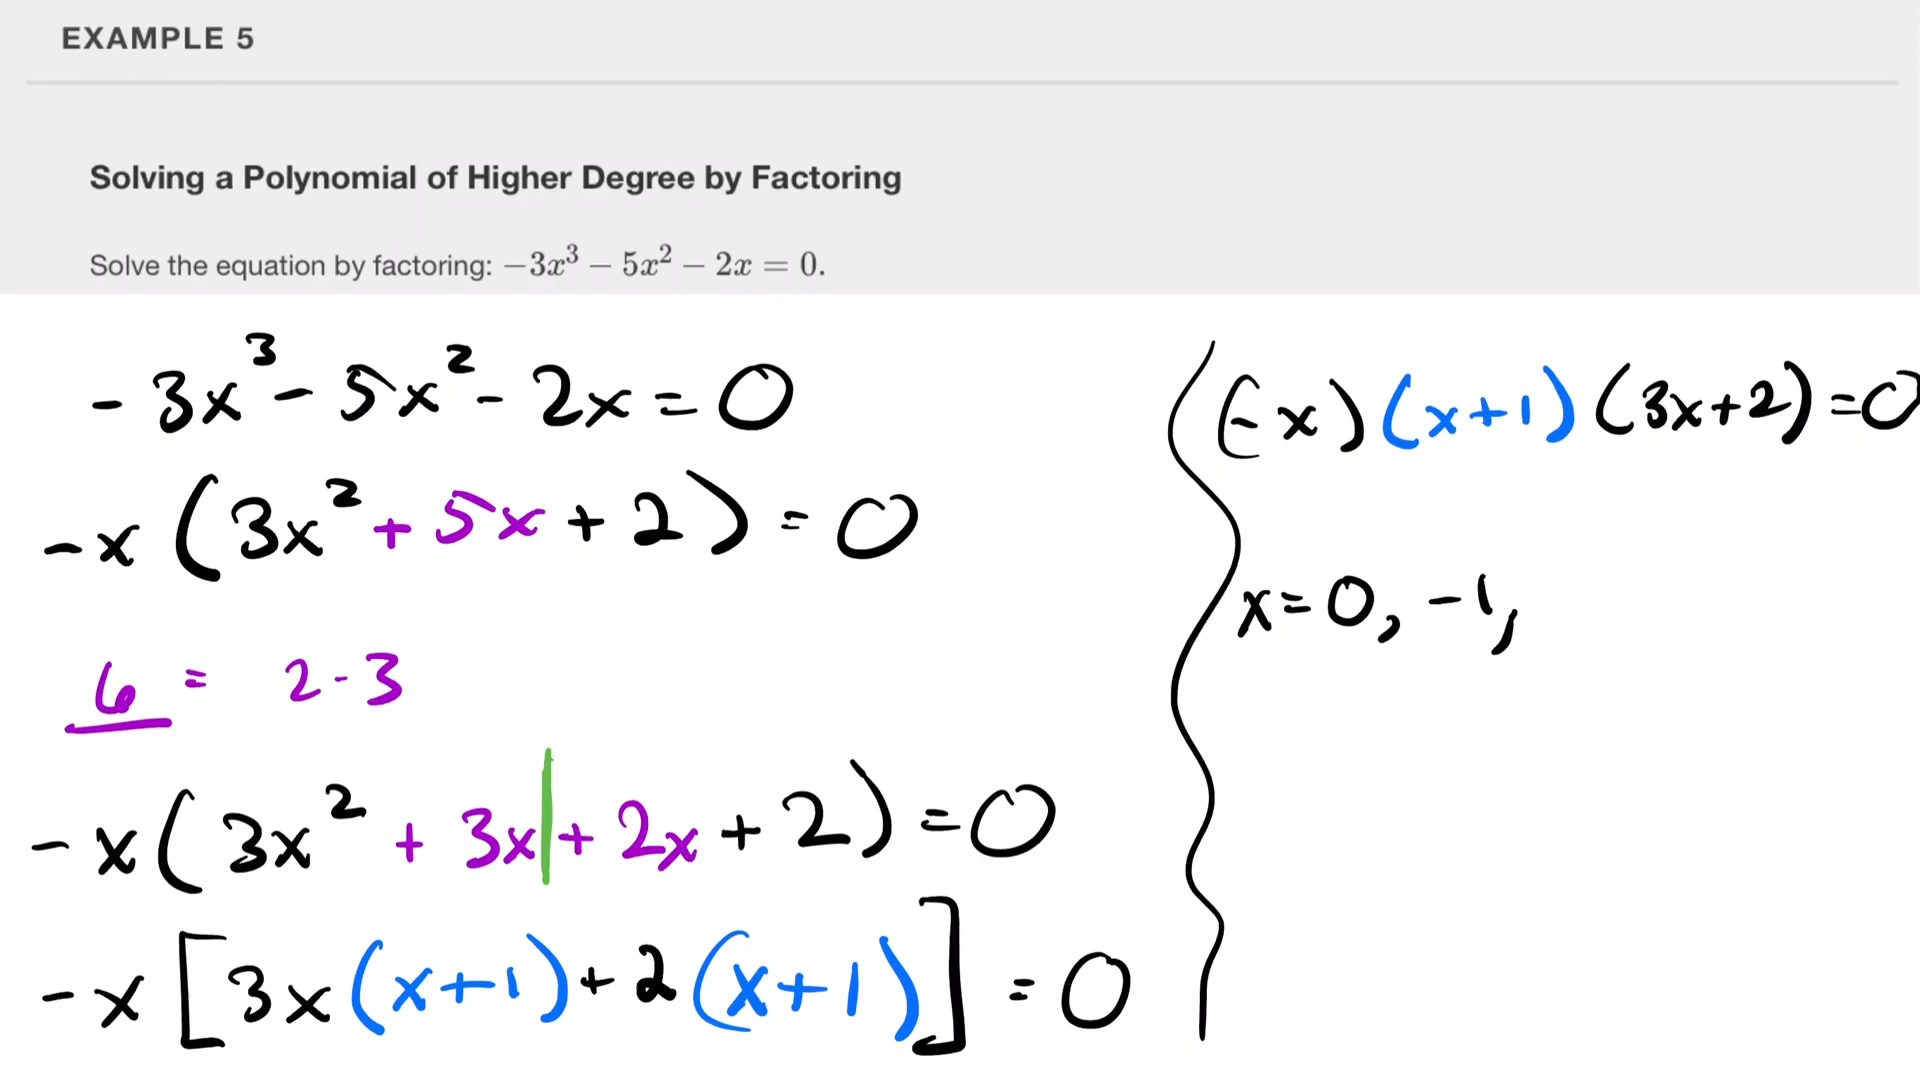 EXAMPLE 5
Solving a Polynomial of Higher Degree by Factoring
Solve the equation by factoring: −3x³ − 5x² − 2x = 0.
- 3x³ - 5x² - 2x = 0
-x (3x² + 5x + 2) = 0
6 = 2 · 3
-x (3x² + 3x | + 2x + 2) = 0
-x [3x (x+1) + 2 (x+1)] = 0
(-x) (x+1) (3x+2) = 0
x = 0, -1,